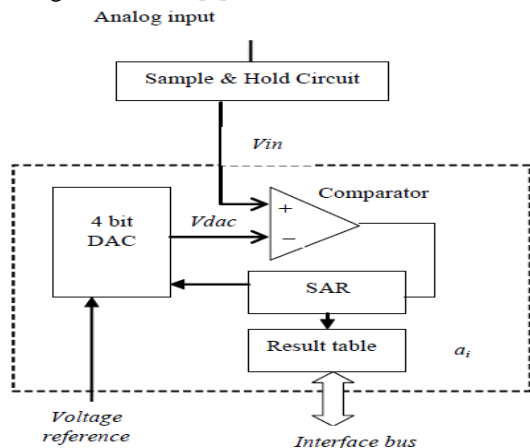 Analog input
Sample & Hold Circuit
Vin
Comparator
4 bit
DAC
Vdac
+
−
SAR
Result table
a_i
Voltage
reference
Interface bus